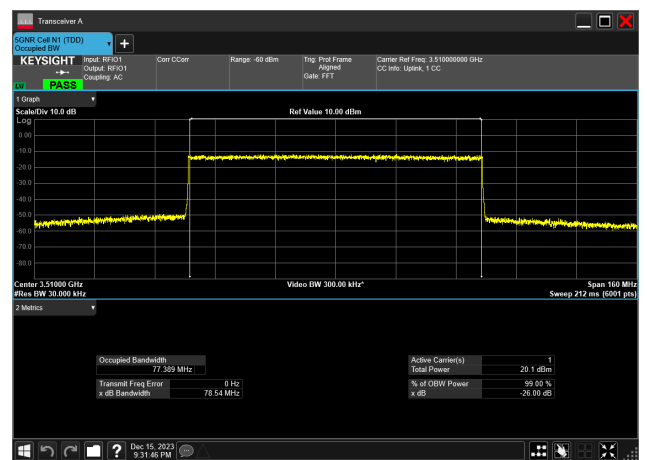 Transceiver A
5GNR Cell N1 (TDD)
Occupied BW
KEYSIGHT
LV
PASS
Input: RFIO1
Output: RFIO1
Coupling: AC
Corr CCorr
Range: -60 dBm
Trig: Prot Frame
Aligned
Gate: FFT
Carrier Ref Freq: 3.510000000 GHz
CC Info: Uplink, 1 CC
1 Graph
Scale/Div 10.0 dB
Ref Value 10.00 dBm
Log
0.00
-10.0
-20.0
-30.0
-40.0
-50.0
-60.0
-70.0
-80.0
Center 3.51000 GHz
Video BW 300.00 kHz*
Span 160 MHz
#Res BW 30.000 kHz
Sweep 212 ms (6001 pts)
2 Metrics
Occupied Bandwidth
77.389 MHz
Transmit Freq Error 0 Hz
x dB Bandwidth 78.54 MHz
Active Carrier(s) 1
Total Power 20.1 dBm
% of OBW Power 99.00 %
x dB -26.00 dB
Dec 15, 2023
9:31:46 PM